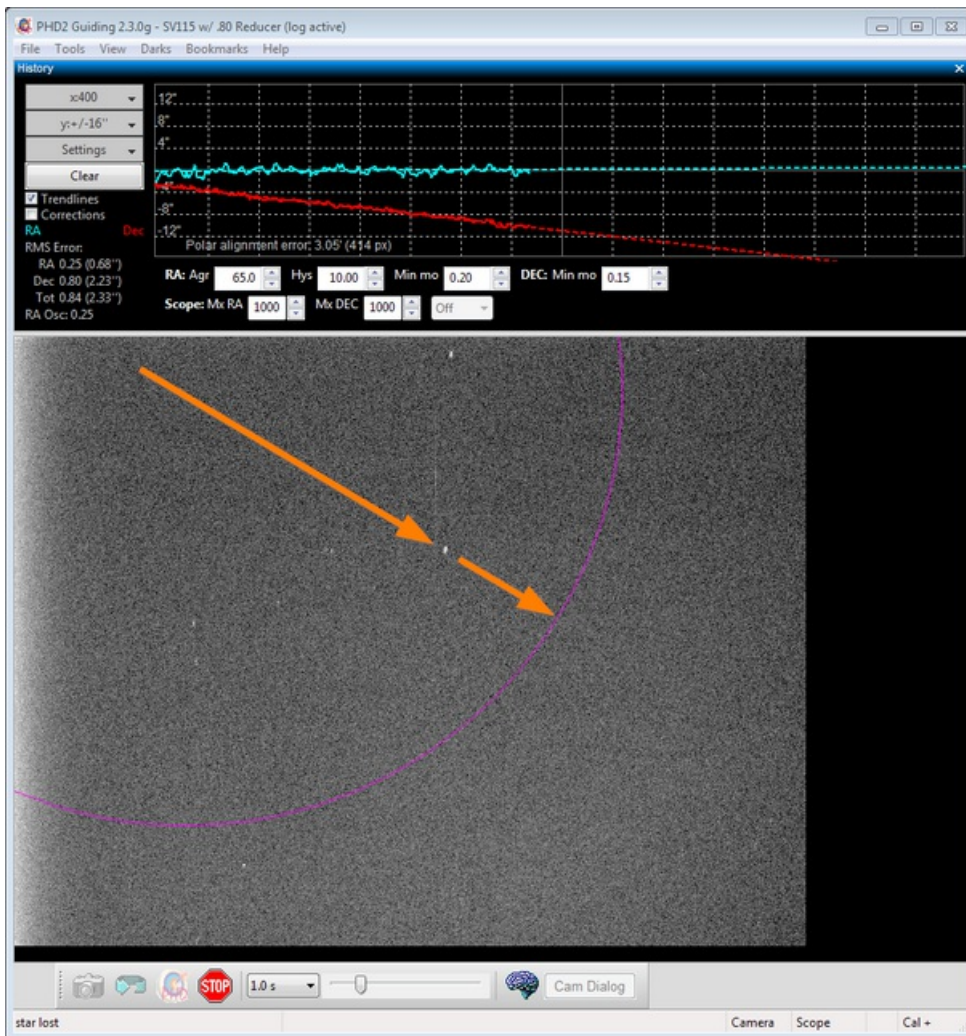 PHD2 Guiding 2.3.0g - SV115 w/ .80 Reducer (log active)
File Tools View Darks Bookmarks Help
History
x:400
y:+/-16"
Settings
Clear
Trendlines
Corrections
RA Dec
RMS Error:
RA 0.25 (0.68")
Dec 0.80 (2.23")
Tot 0.84 (2.33")
RA Osc: 0.25
12"
8"
4"
-4"
-8"
-12"
Polar alignment error: 3.05' (414 px)
RA: Agr 65.0 Hys 10.00 Min mo 0.20 DEC: Min mo 0.15
Scope: Mx RA 1000 Mx DEC 1000 Off
STOP 1.0 s Cam Dialog
star lost Camera Scope Cal +